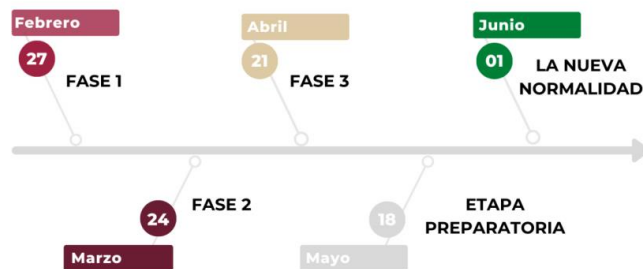 Febrero
27
FASE 1
Abril
21
FASE 3
Junio
01
LA NUEVA
NORMALIDAD
24
FASE 2
Marzo
18
ETAPA
PREPARATORIA
Mayo